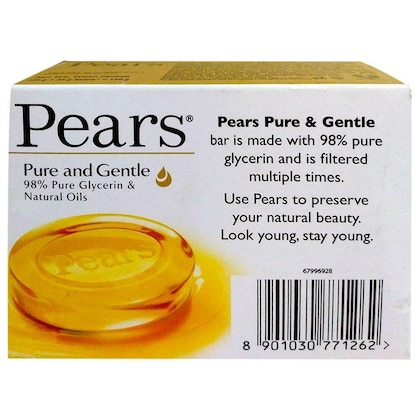 Pears®
Pure and Gentle
98% Pure Glycerin &
Natural Oils
Pears Pure & Gentle
bar is made with 98% pure
glycerin and is filtered
multiple times.
Use Pears to preserve
your natural beauty.
Look young, stay young.
Pears
67996928
8 901030 771262 >